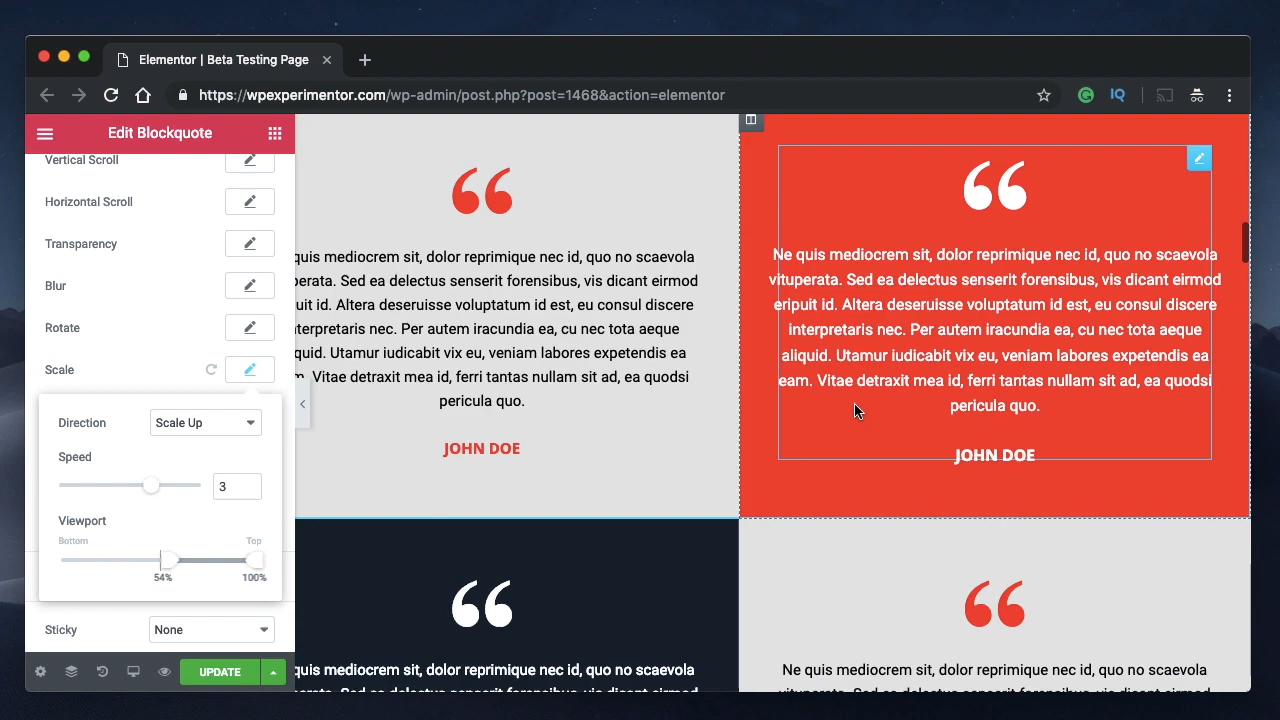 Elementor | Beta Testing Page
https://wpexperimentor.com/wp-admin/post.php?post=1468&action=elementor
IQ
Edit Blockquote
Vertical Scroll
Horizontal Scroll
Transparency
Blur
Rotate
Scale
Direction
Scale Up
Speed
3
Viewport
Bottom
Top
54%
100%
Sticky
None
UPDATE
“
quis mediocrem sit, dolor reprimique nec id, quo no scaevola
perata. Sed ea delectus senserit forensibus, vis dicant eirmod
uit id. Altera deseruisse voluptatum id est, eu consul discere
terpretaris nec. Per autem iracundia ea, cu nec tota aeque
quid. Utamur iudicabit vix eu, veniam labores expetendis ea
Vitae detraxit mea id, ferri tantas nullam sit ad, ea quodsi
pericula quo.
JOHN DOE
“
Ne quis mediocrem sit, dolor reprimique nec id, quo no scaevola
vituperata. Sed ea delectus senserit forensibus, vis dicant eirmod
eripuit id. Altera deseruisse voluptatum id est, eu consul discere
interpretaris nec. Per autem iracundia ea, cu nec tota aeque
aliquid. Utamur iudicabit vix eu, veniam labores expetendis ea
eam. Vitae detraxit mea id, ferri tantas nullam sit ad, ea quodsi
pericula quo.
JOHN DOE
“
quis mediocrem sit, dolor reprimique nec id, quo no scaevola
“
Ne quis mediocrem sit, dolor reprimique nec id, quo no scaevola